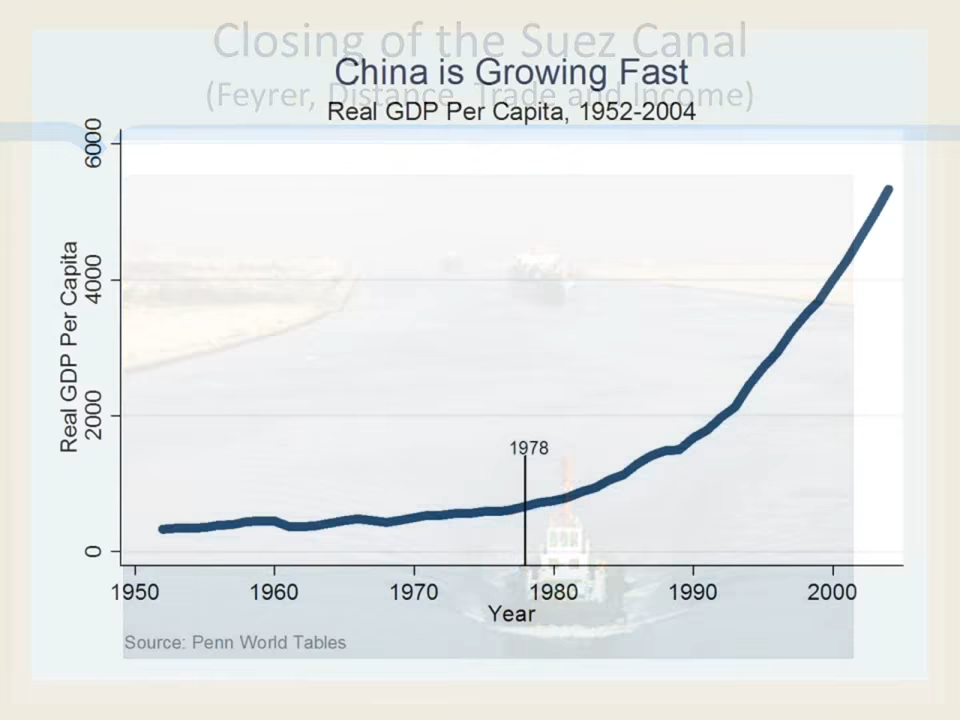 Closing of the Suez Canal
China is Growing Fast
(Feyrer, Distance, Trade and Income)
Real GDP Per Capita, 1952-2004
Real GDP Per Capita
6000
4000
2000
0
1978
1950 1960 1970 1980 1990 2000
Year
Source: Penn World Tables